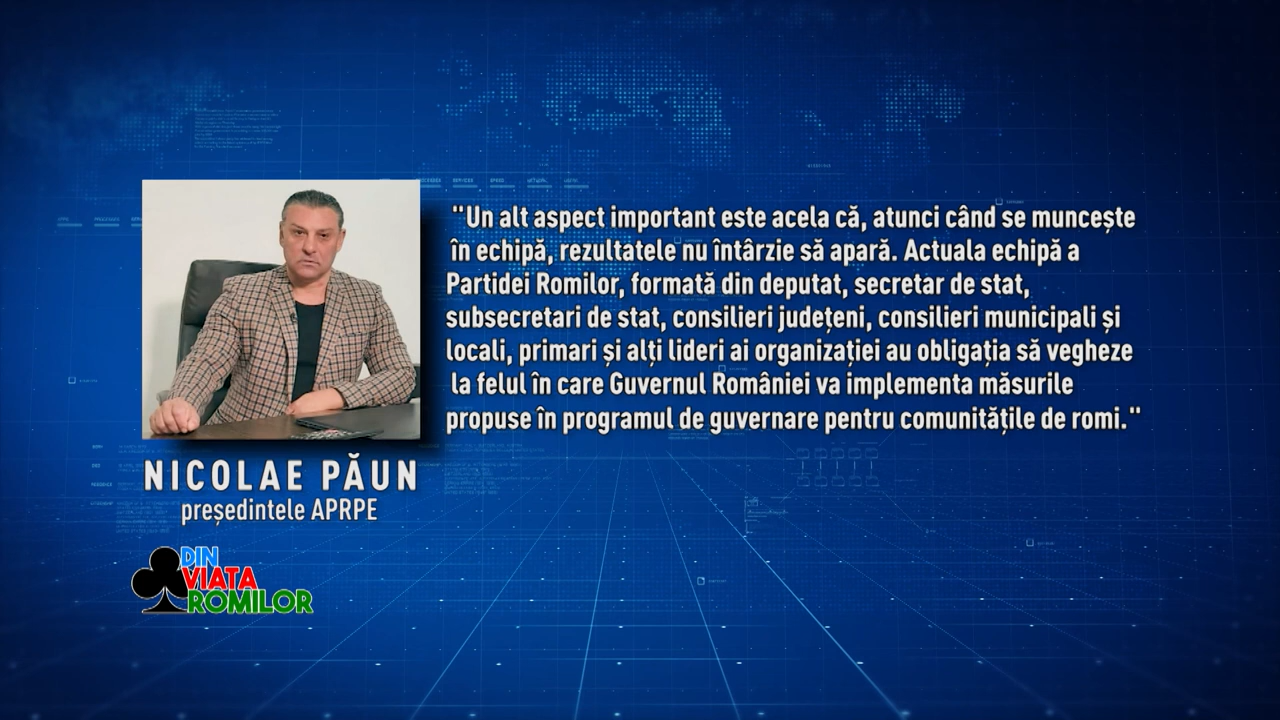 "Un alt aspect important este acela că, atunci când se muncește
în echipă, rezultatele nu întârzie să apară. Actuala echipă a
Partidei Romilor, formată din deputat, secretar de stat,
subsecretari de stat, consilieri județeni, consilieri municipali și
locali, primari și alți lideri ai organizației au obligația să vegheze
la felul în care Guvernul României va implementa măsurile
propuse în programul de guvernare pentru comunitățile de romi."
NICOLAE PĂUN
președintele APRPE
DIN
VIATA
ROMILOR